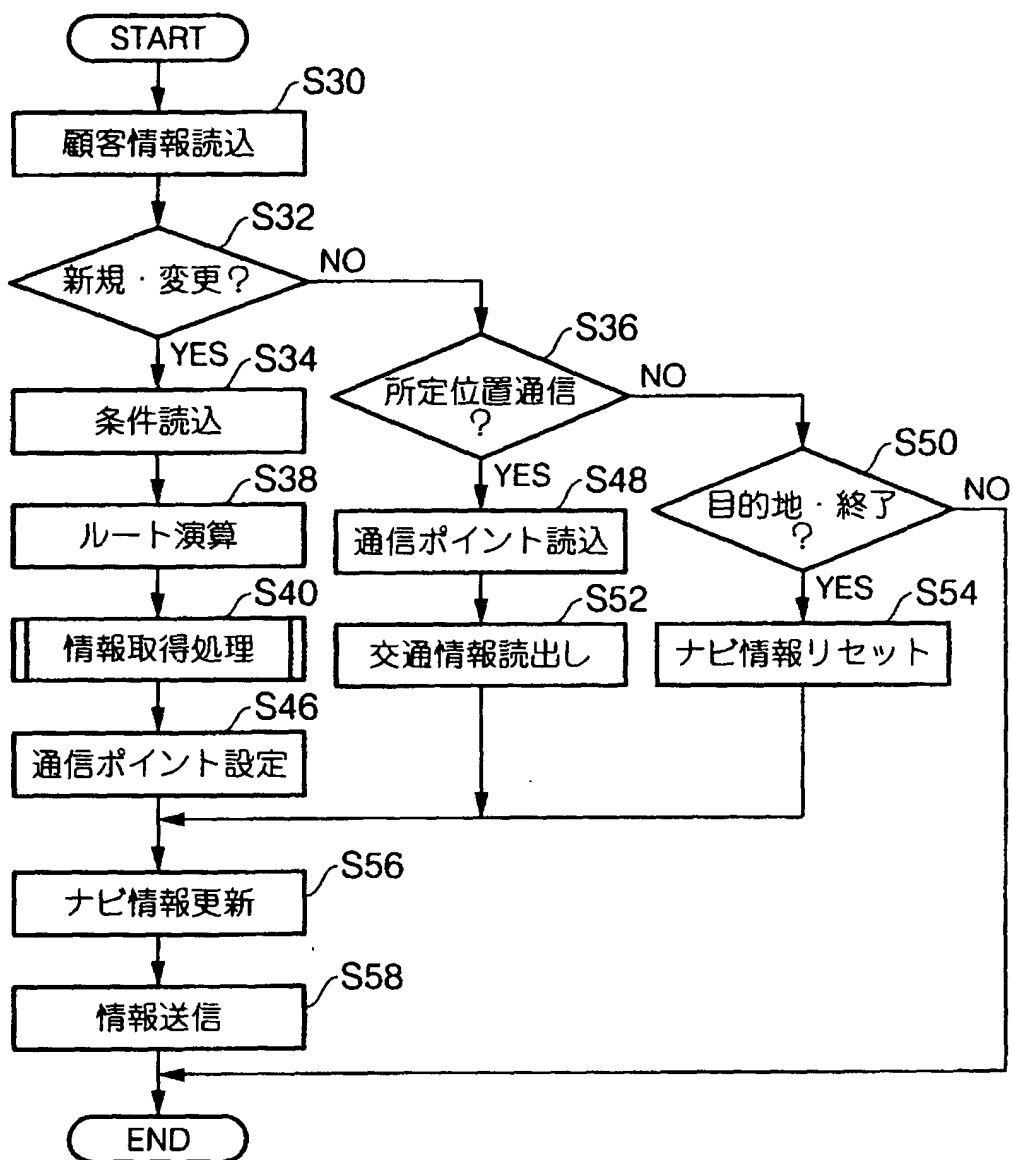 START
S30
顧客情報読込
S32
新規・変更?
NO
YES
S34
条件読込
S36
所定位置通信
?
NO
YES
S38
ルート演算
S48
通信ポイント読込
S50
目的地・終了
?
NO
YES
S40
情報取得処理
S52
交通情報読出し
S54
ナビ情報リセット
S46
通信ポイント設定
S56
ナビ情報更新
S58
情報送信
END